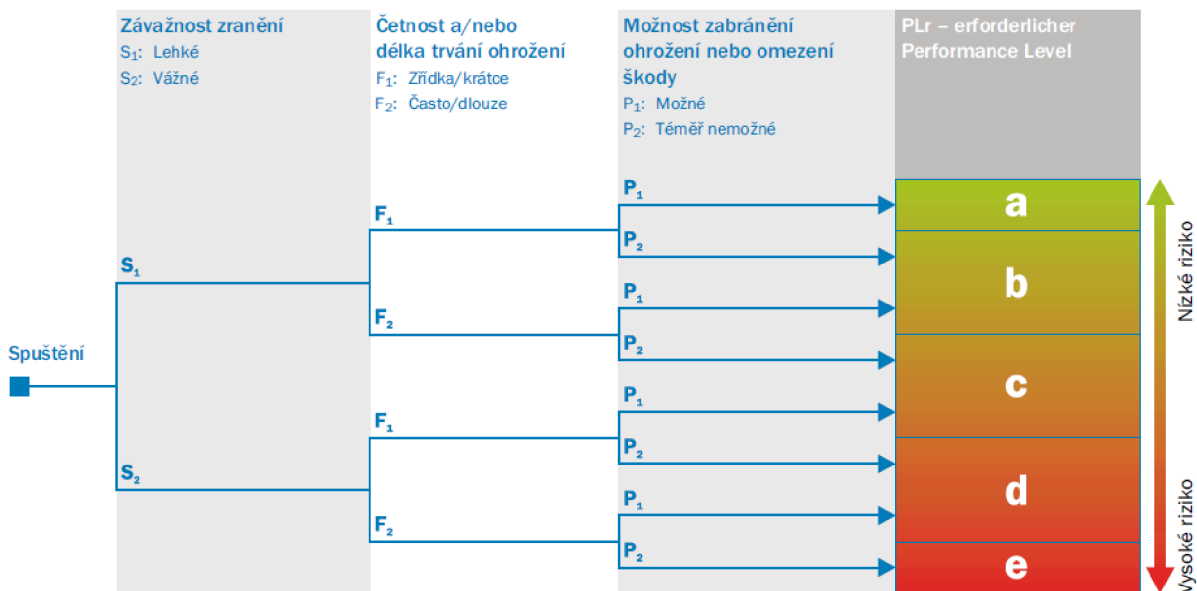 Závažnost zranění
S₁: Lehké
S₂: Vážné
Četnost a/nebo
délka trvání ohrožení
F₁: Zřídka/krátce
F₂: Často/dlouze
Možnost zabránění
ohrožení nebo omezení
škody
P₁: Možné
P₂: Téměř nemožné
PLr – erforderlicher
Performance Level
Spuštění
S₁
S₂
F₁
F₂
F₁
F₂
P₁
P₂
P₁
P₂
P₁
P₂
P₁
P₂
a
b
c
d
e
Nízké riziko
Vysoké riziko